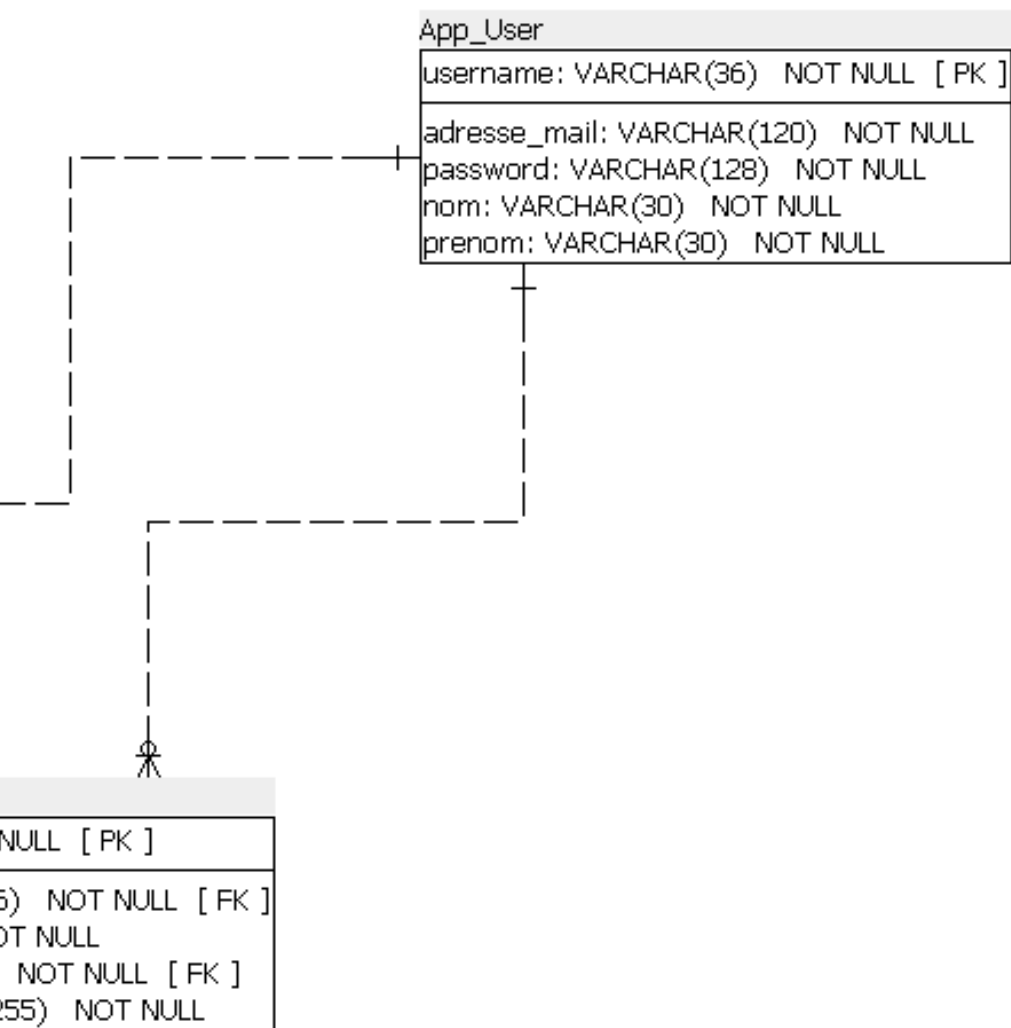 App_User
username: VARCHAR(36) NOT NULL [ PK ]
adresse_mail: VARCHAR(120) NOT NULL
password: VARCHAR(128) NOT NULL
nom: VARCHAR(30) NOT NULL
prenom: VARCHAR(30) NOT NULL
NULL [ PK ]
) NOT NULL [ FK ]
NULL
NOT NULL [ FK ]
255) NOT NULL